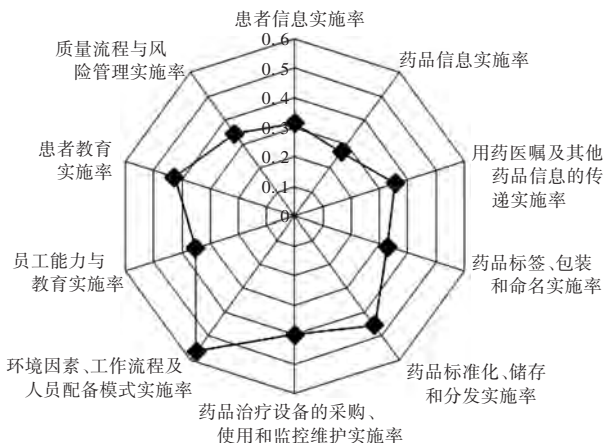 患者信息实施率
质量流程与风
险管理实施率
药品信息实施率
患者教育
实施率
用药医嘱及其他
药品信息的传
递实施率
员工能力与
教育实施率
药品标签、包装
和命名实施率
环境因素、工作流程及
人员配备模式实施率
药品标准化、储存
和分发实施率
药品治疗设备的采购、
使用和监控维护实施率
0.6
0.5
0.4
0.3
0.2
0.1
0